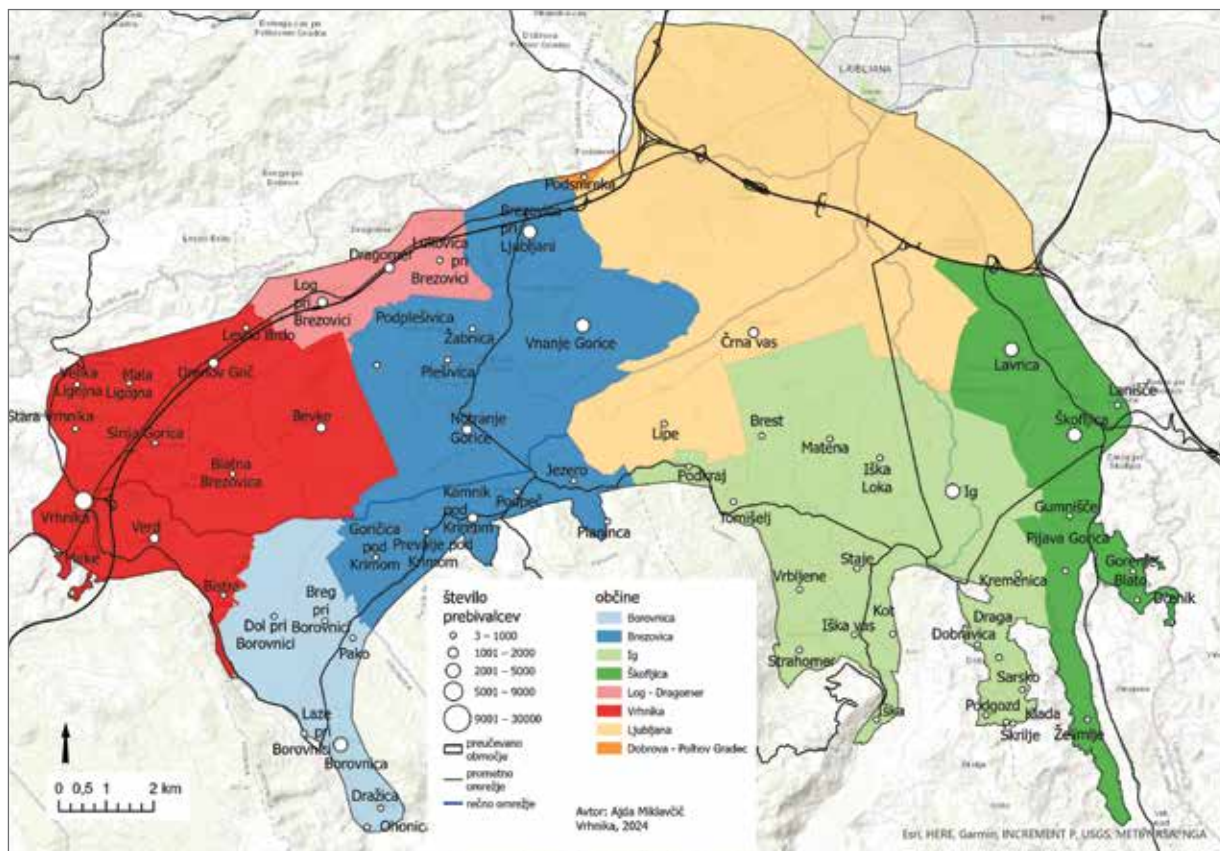 LJUBLJANA
Podsmreka
Brezovica
pri
Ljubljani
Lukovica
pri
Brezovici
Dragomer
Log
pri
Brezovici
Podplešivica
Žabnica
Vnanje Gorice
Plešivica
Črna vas
Lavrica
Velika
Ligojna
Mala
Ligojna
Stara Vrhnika
Sinja Gorica
Bevke
Blatna
Brezovica
Notranje
Gorice
Lipe
Brest
Matena
Iška
Loka
Lanišče
Škofljica
Vrhnika
Verd
Mirke
Bistra
Jezero
Podkraj
Kamnik
pod
Krimom
Podpeč
Planinca
Tomišelj
Ig
Gumnišče
Pijava Gorica
Goričica
pod
Krimom
Prevalje pod
Krimom
Breg
pri
Borovnici
Dol pri
Borovnici
Pako
Staje
Vrbljene
Kot
Iška vas
Strahomer
Iška
Kremenica
Draga
Dobravica
Sarsko
Podgozd
Klada
Škrilje
Želimlje
Gorenje
Blato
Drenik
Laze
pri
Borovnici
Borovnica
Dražica
Ohonica
število
prebivalcev
3 – 1000
1001 – 2000
2001 – 5000
5001 – 9000
9001 – 30000
preučevano
območje
prometno
omrežje
rečno omrežje
občine
Borovnica
Brezovica
Ig
Škofljica
Log - Dragomer
Vrhnika
Ljubljana
Dobrova - Polhov Gradec
Avtor: Ajda Miklavčič
Vrhnika, 2024
0 0,5 1 2 km
Esri, HERE, Garmin, INCREMENT P, USGS, METI/NASA, NGA